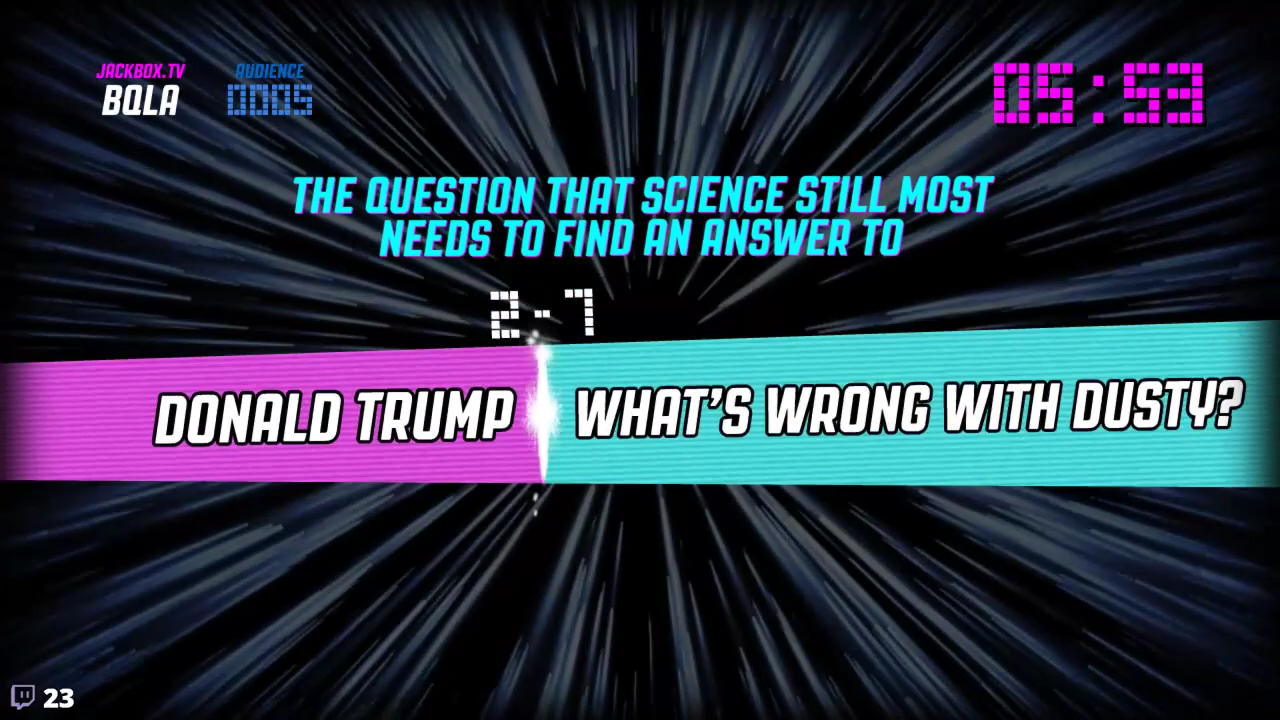 JACKBOX.TV
BQLA
AUDIENCE
0005
05:53
THE QUESTION THAT SCIENCE STILL MOST
NEEDS TO FIND AN ANSWER TO
2-7
DONALD TRUMP
WHAT'S WRONG WITH DUSTY?
23